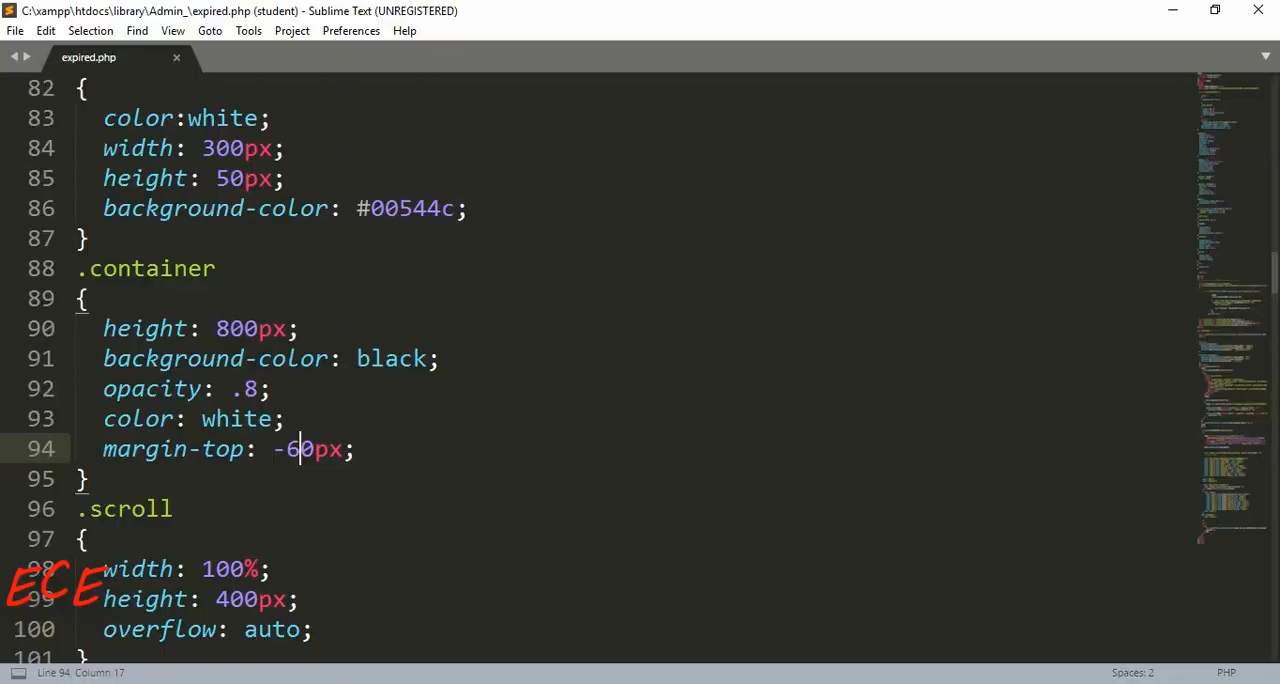 C:\xampp\htdocs\library\Admin_\expired.php (student) - Sublime Text (UNREGISTERED)
File Edit Selection Find View Goto Tools Project Preferences Help
expired.php
82 {
83 color:white;
84 width: 300px;
85 height: 50px;
86 background-color: #00544c;
87 }
88 .container
89 {
90 height: 800px;
91 background-color: black;
92 opacity: .8;
93 color: white;
94 margin-top: -60px;
95 }
96 .scroll
97 {
98 width: 100%;
99 height: 400px;
ECE
100 overflow: auto;
101 }
Line 94, Column 17 Spaces: 2 PHP